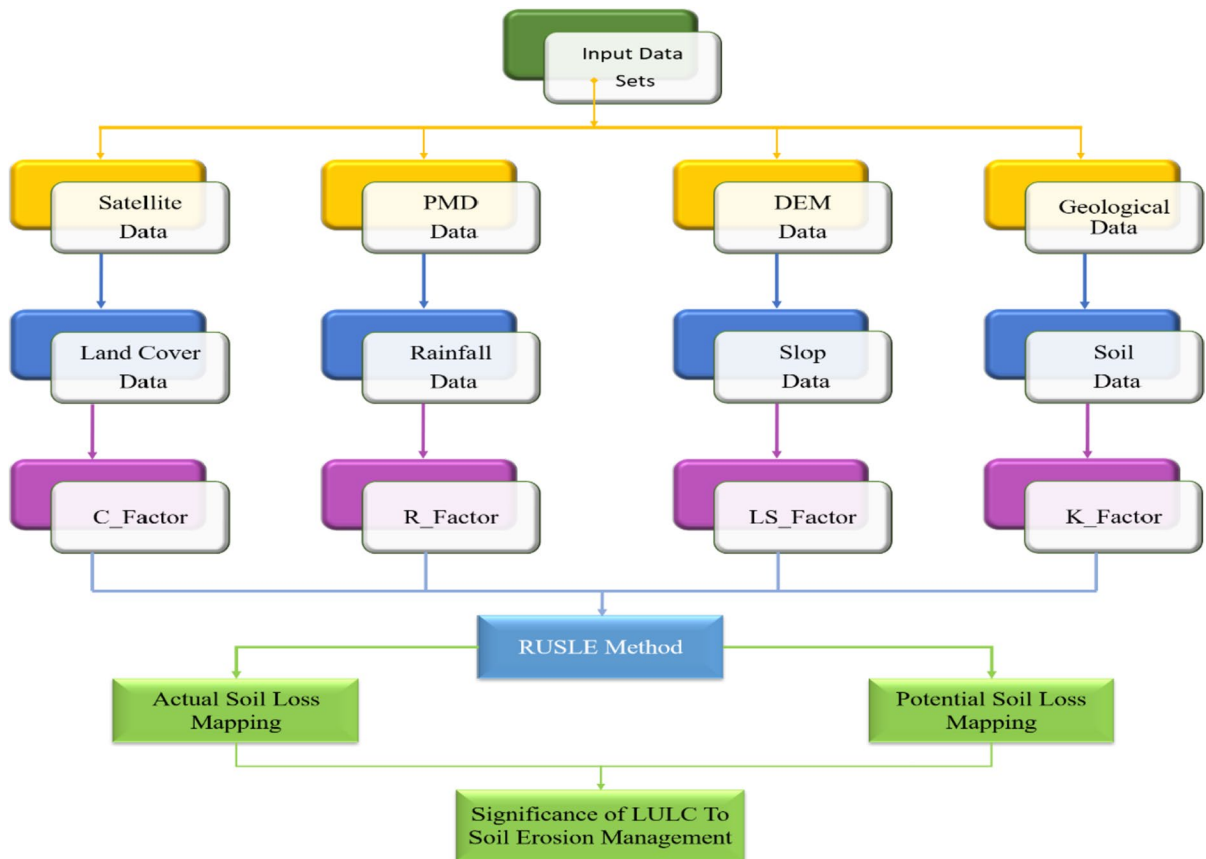 Input Data
Sets
Satellite
Data
PMD
Data
DEM
Data
Geological
Data
Land Cover
Data
Rainfall
Data
Slop
Data
Soil
Data
C_Factor
R_Factor
LS_Factor
K_Factor
RUSLE Method
Actual Soil Loss
Mapping
Potential Soil Loss
Mapping
Significance of LULC To
Soil Erosion Management